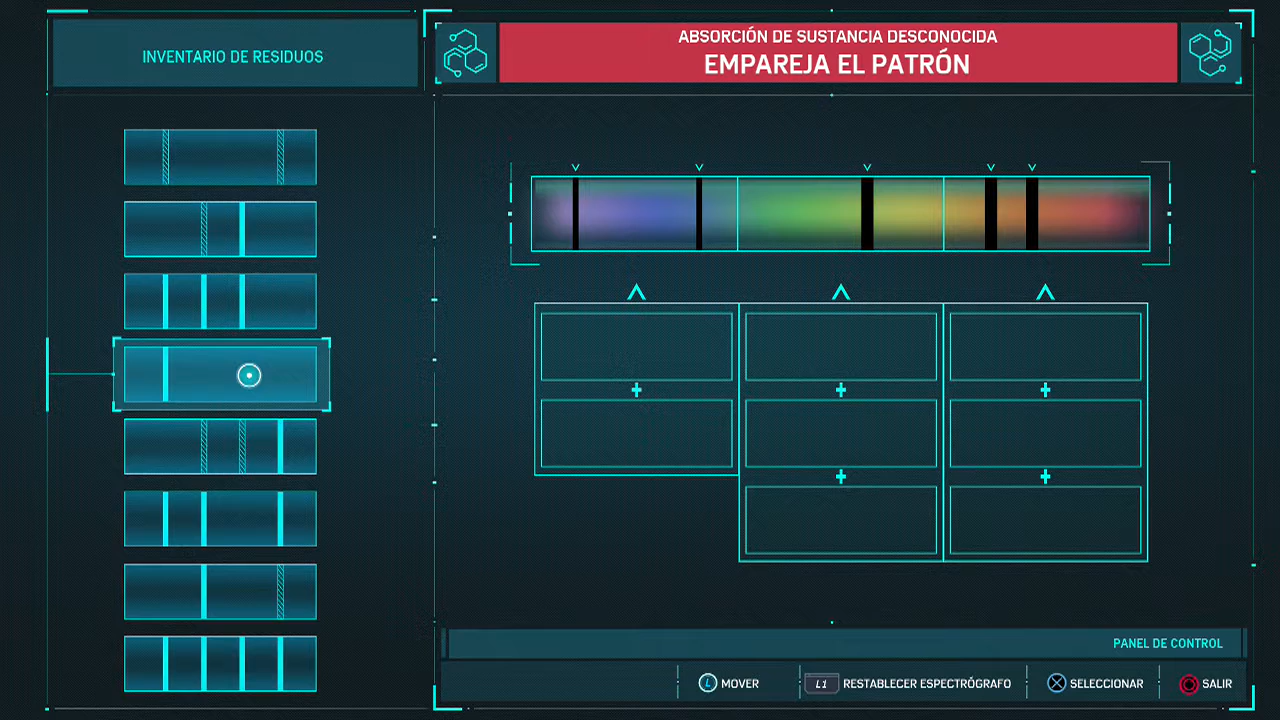 INVENTARIO DE RESIDUOS
ABSORCIÓN DE SUSTANCIA DESCONOCIDA
EMPAREJA EL PATRÓN
PANEL DE CONTROL
L MOVER
L1 RESTABLECER ESPECTRÓGRAFO
SELECCIONAR
SALIR